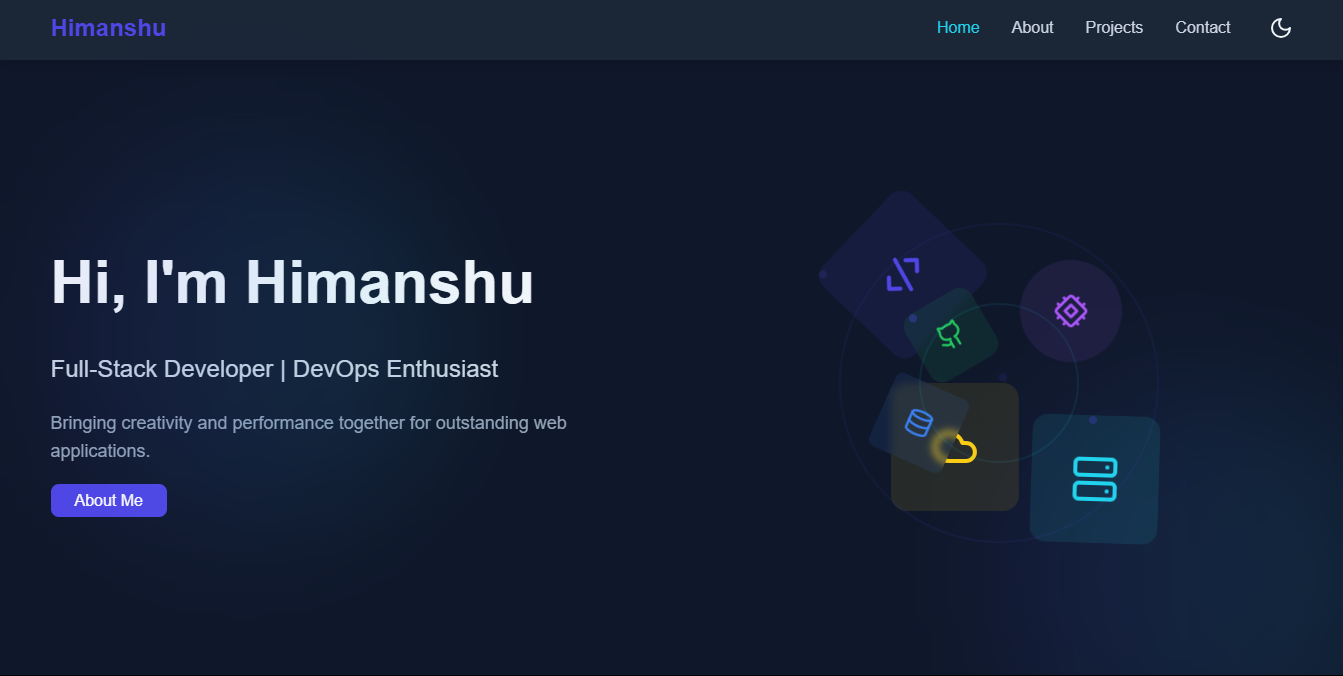 Himanshu
Home About Projects Contact
Hi, I'm Himanshu
Full-Stack Developer | DevOps Enthusiast
Bringing creativity and performance together for outstanding web
applications.
About Me